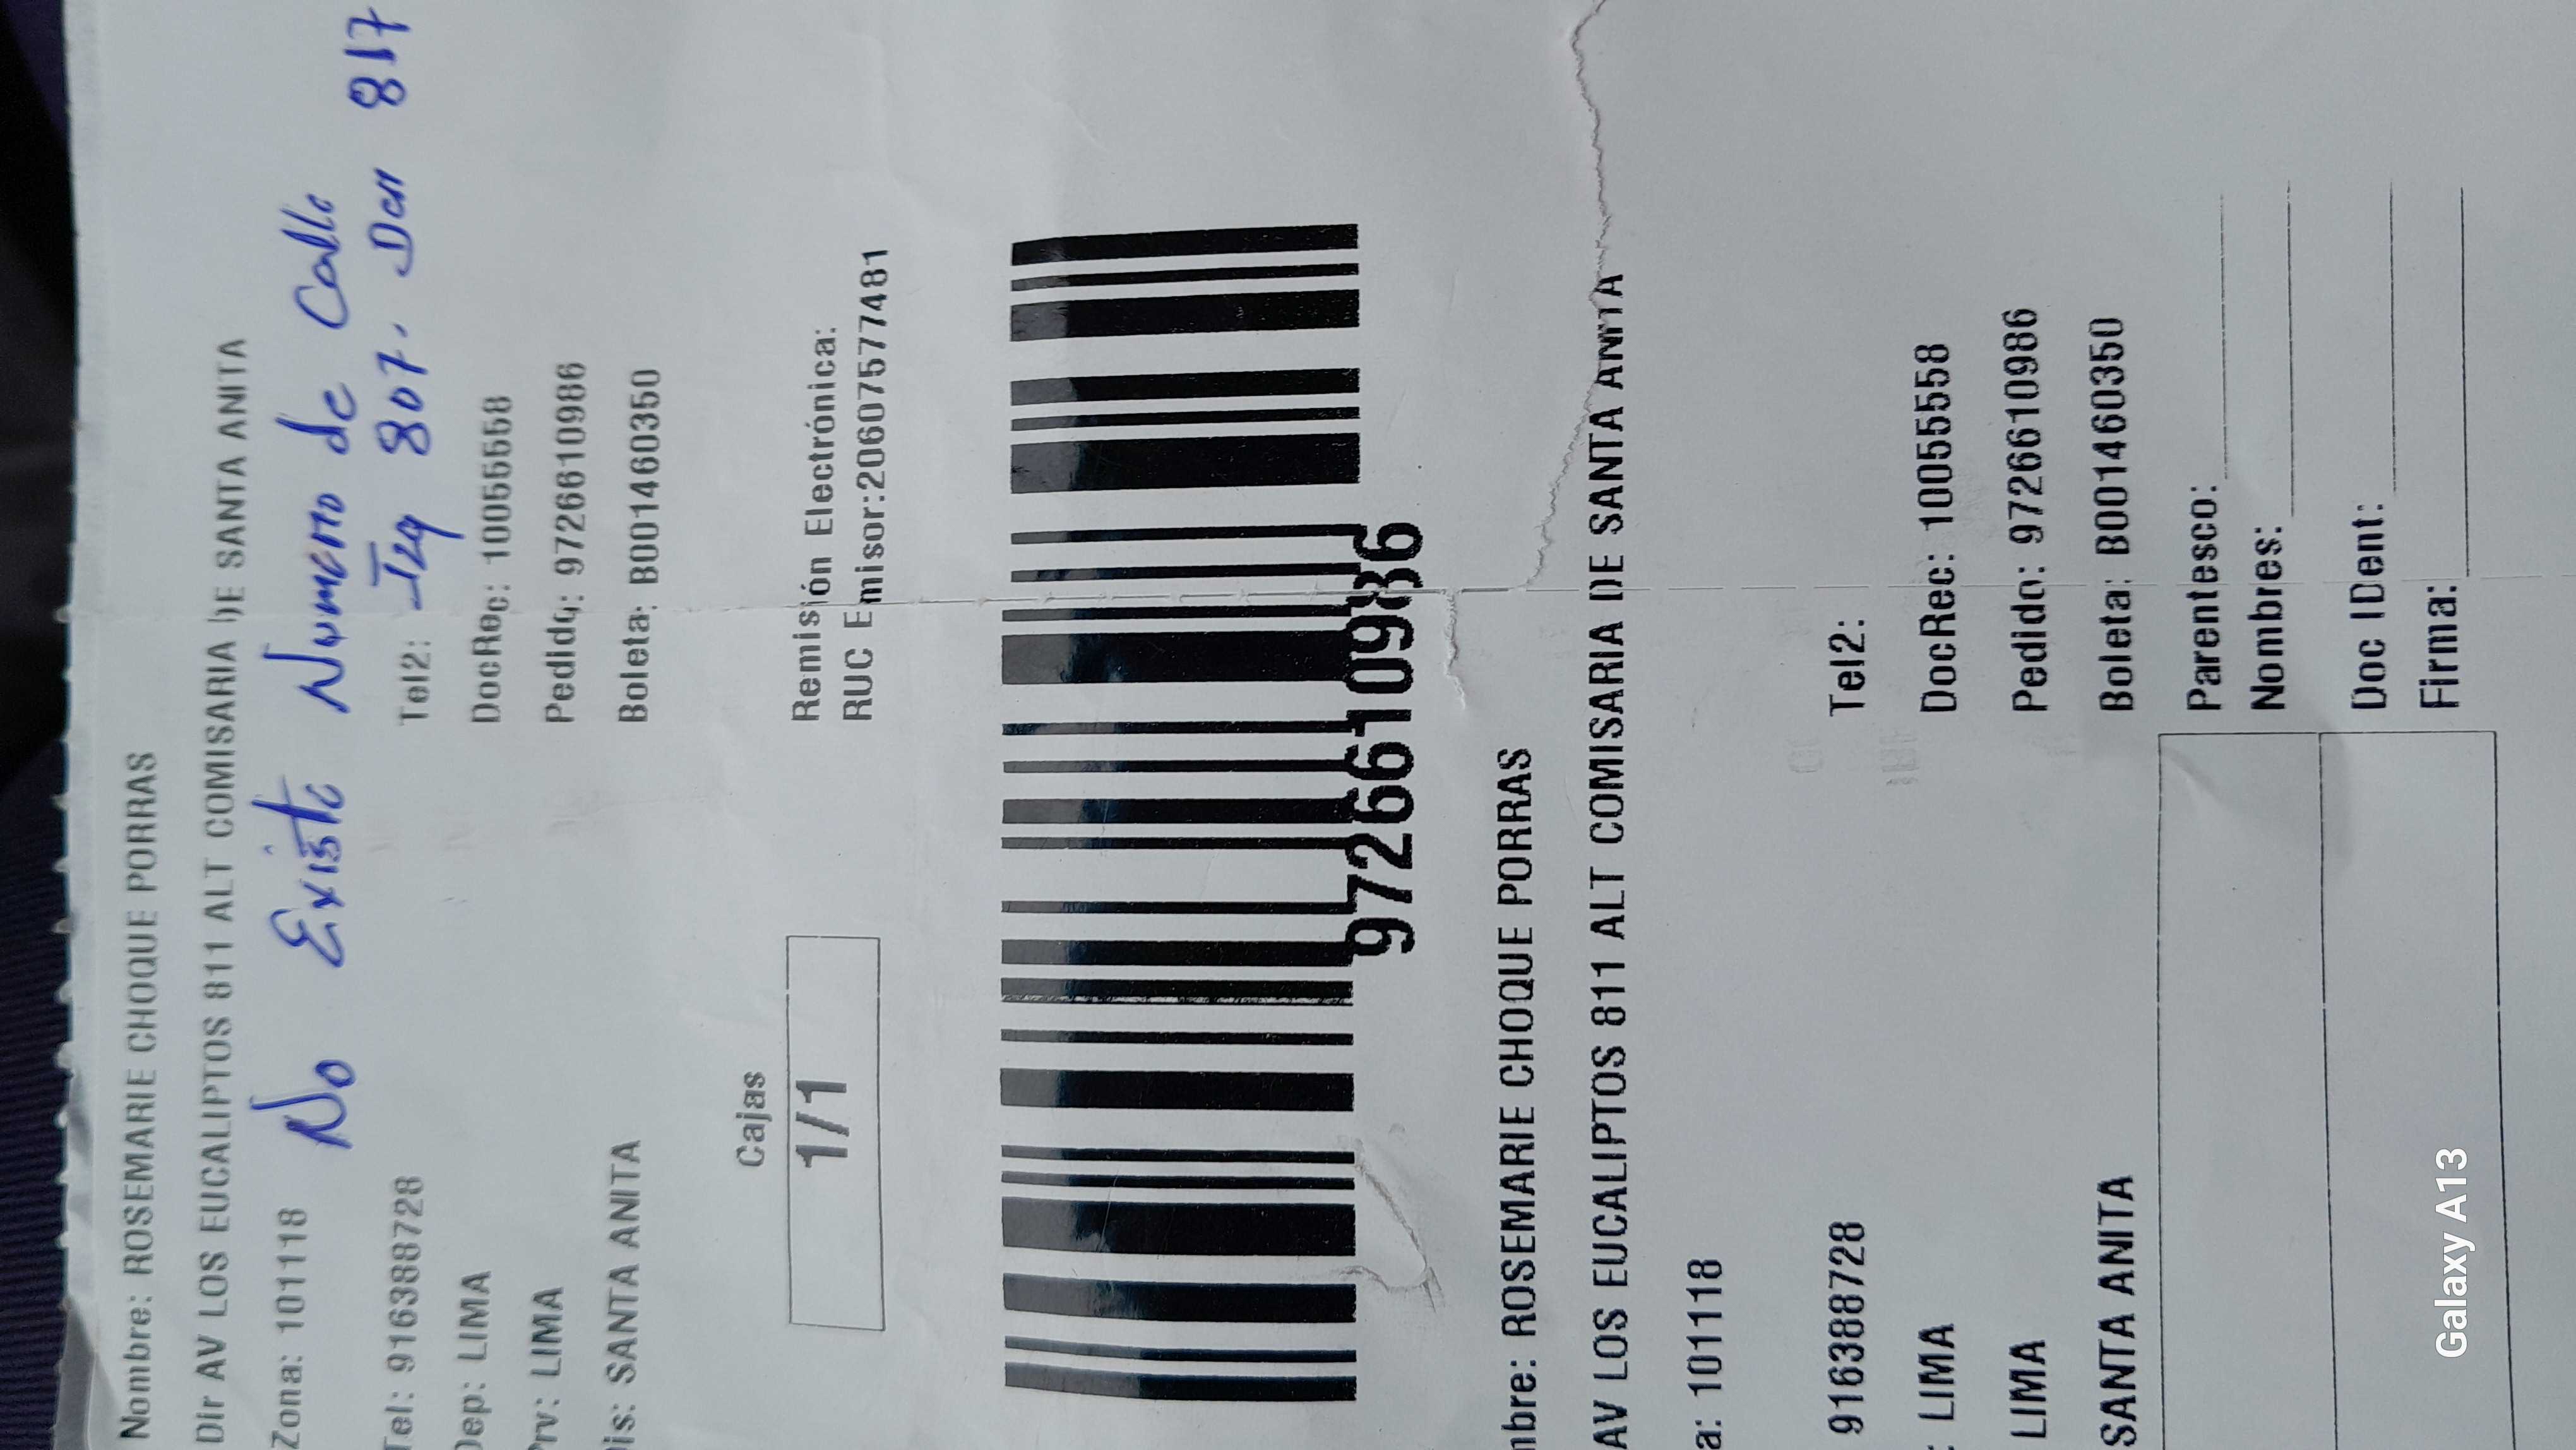 Nombre: ROSEMARIE CHOQUE PORRAS
Dir AV LOS EUCALIPTOS 811 ALT COMISARIA DE SANTA ANITA
Zona: 101118
No Existe Numero de Calle
Izq 807. Der 817
Tel: 916388728 Tel2:
Dep: LIMA DocRec: 10055558
Prv: LIMA Pedido: 9726610986
Dis: SANTA ANITA Boleta: B001460350
Cajas
1/1
Remisión Electrónica:
RUC Emisor:20607577481
9726610986
mbre: ROSEMARIE CHOQUE PORRAS
AV LOS EUCALIPTOS 811 ALT COMISARIA DE SANTA ANITA
a: 101118
916388728 Tel2:
: LIMA DocRec: 10055558
LIMA Pedido: 9726610986
SANTA ANITA Boleta: B001460350
Parentesco:
Nombres:
Doc IDent:
Firma:
Galaxy A13